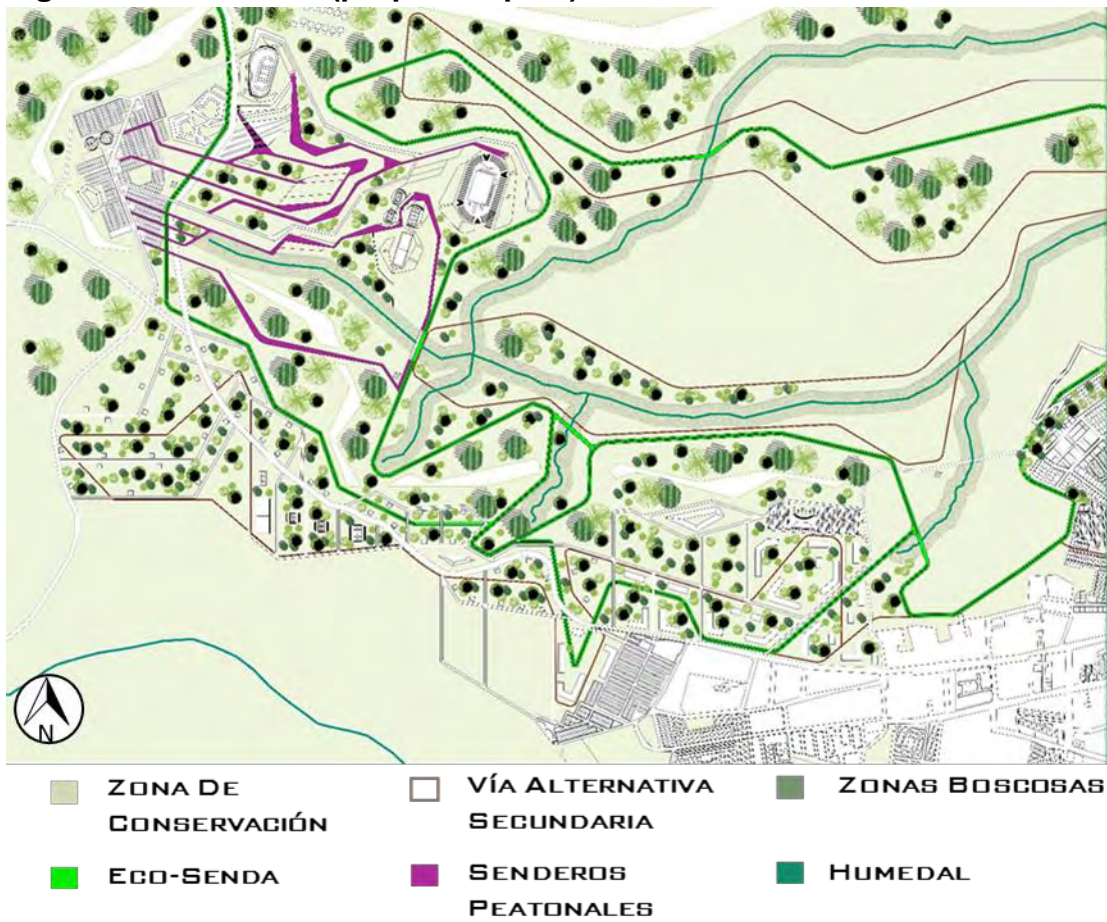 N
ZONA DE
CONSERVACIÓN
VÍA ALTERNATIVA
SECUNDARIA
ZONAS BOSCOSAS
ECO-SENDA
SENDEROS
PEATONALES
HUMEDAL